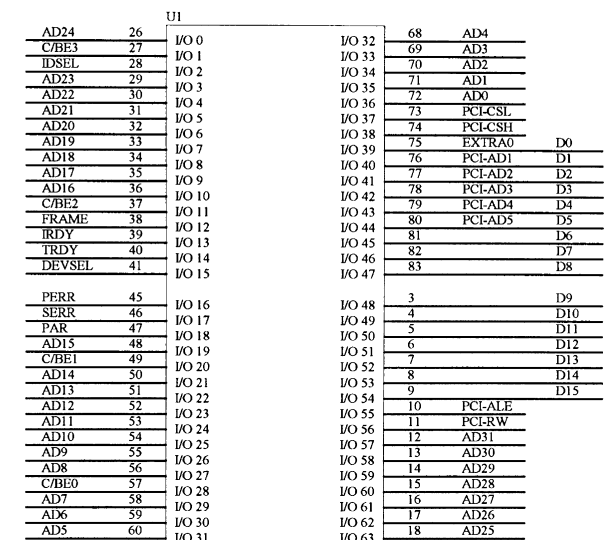 U1
AD24 26 I/O 0 I/O 32 68 AD4
C/BE3 27 I/O 1 I/O 33 69 AD3
IDSEL 28 I/O 2 I/O 34 70 AD2
AD23 29 I/O 3 I/O 35 71 AD1
AD22 30 I/O 4 I/O 36 72 AD0
AD21 31 I/O 5 I/O 37 73 PCI-CSL
AD20 32 I/O 6 I/O 38 74 PCI-CSH
AD19 33 I/O 7 I/O 39 75 EXTRA0 D0
AD18 34 I/O 8 I/O 40 76 PCI-AD1 D1
AD17 35 I/O 9 I/O 41 77 PCI-AD2 D2
AD16 36 I/O 10 I/O 42 78 PCI-AD3 D3
C/BE2 37 I/O 11 I/O 43 79 PCI-AD4 D4
FRAME 38 I/O 12 I/O 44 80 PCI-AD5 D5
IRDY 39 I/O 13 I/O 45 81 D6
TRDY 40 I/O 14 I/O 46 82 D7
DEVSEL 41 I/O 15 I/O 47 83 D8
PERR 45 I/O 16 I/O 48 3 D9
SERR 46 I/O 17 I/O 49 4 D10
PAR 47 I/O 18 I/O 50 5 D11
AD15 48 I/O 19 I/O 51 6 D12
C/BE1 49 I/O 20 I/O 52 7 D13
AD14 50 I/O 21 I/O 53 8 D14
AD13 51 I/O 22 I/O 54 9 D15
AD12 52 I/O 23 I/O 55 10 PCI-ALE
AD11 53 I/O 24 I/O 56 11 PCI-RW
AD10 54 I/O 25 I/O 57 12 AD31
AD9 55 I/O 26 I/O 58 13 AD30
AD8 56 I/O 27 I/O 59 14 AD29
C/BE0 57 I/O 28 I/O 60 15 AD28
AD7 58 I/O 29 I/O 61 16 AD27
AD6 59 I/O 30 I/O 62 17 AD26
AD5 60 I/O 31 I/O 63 18 AD25